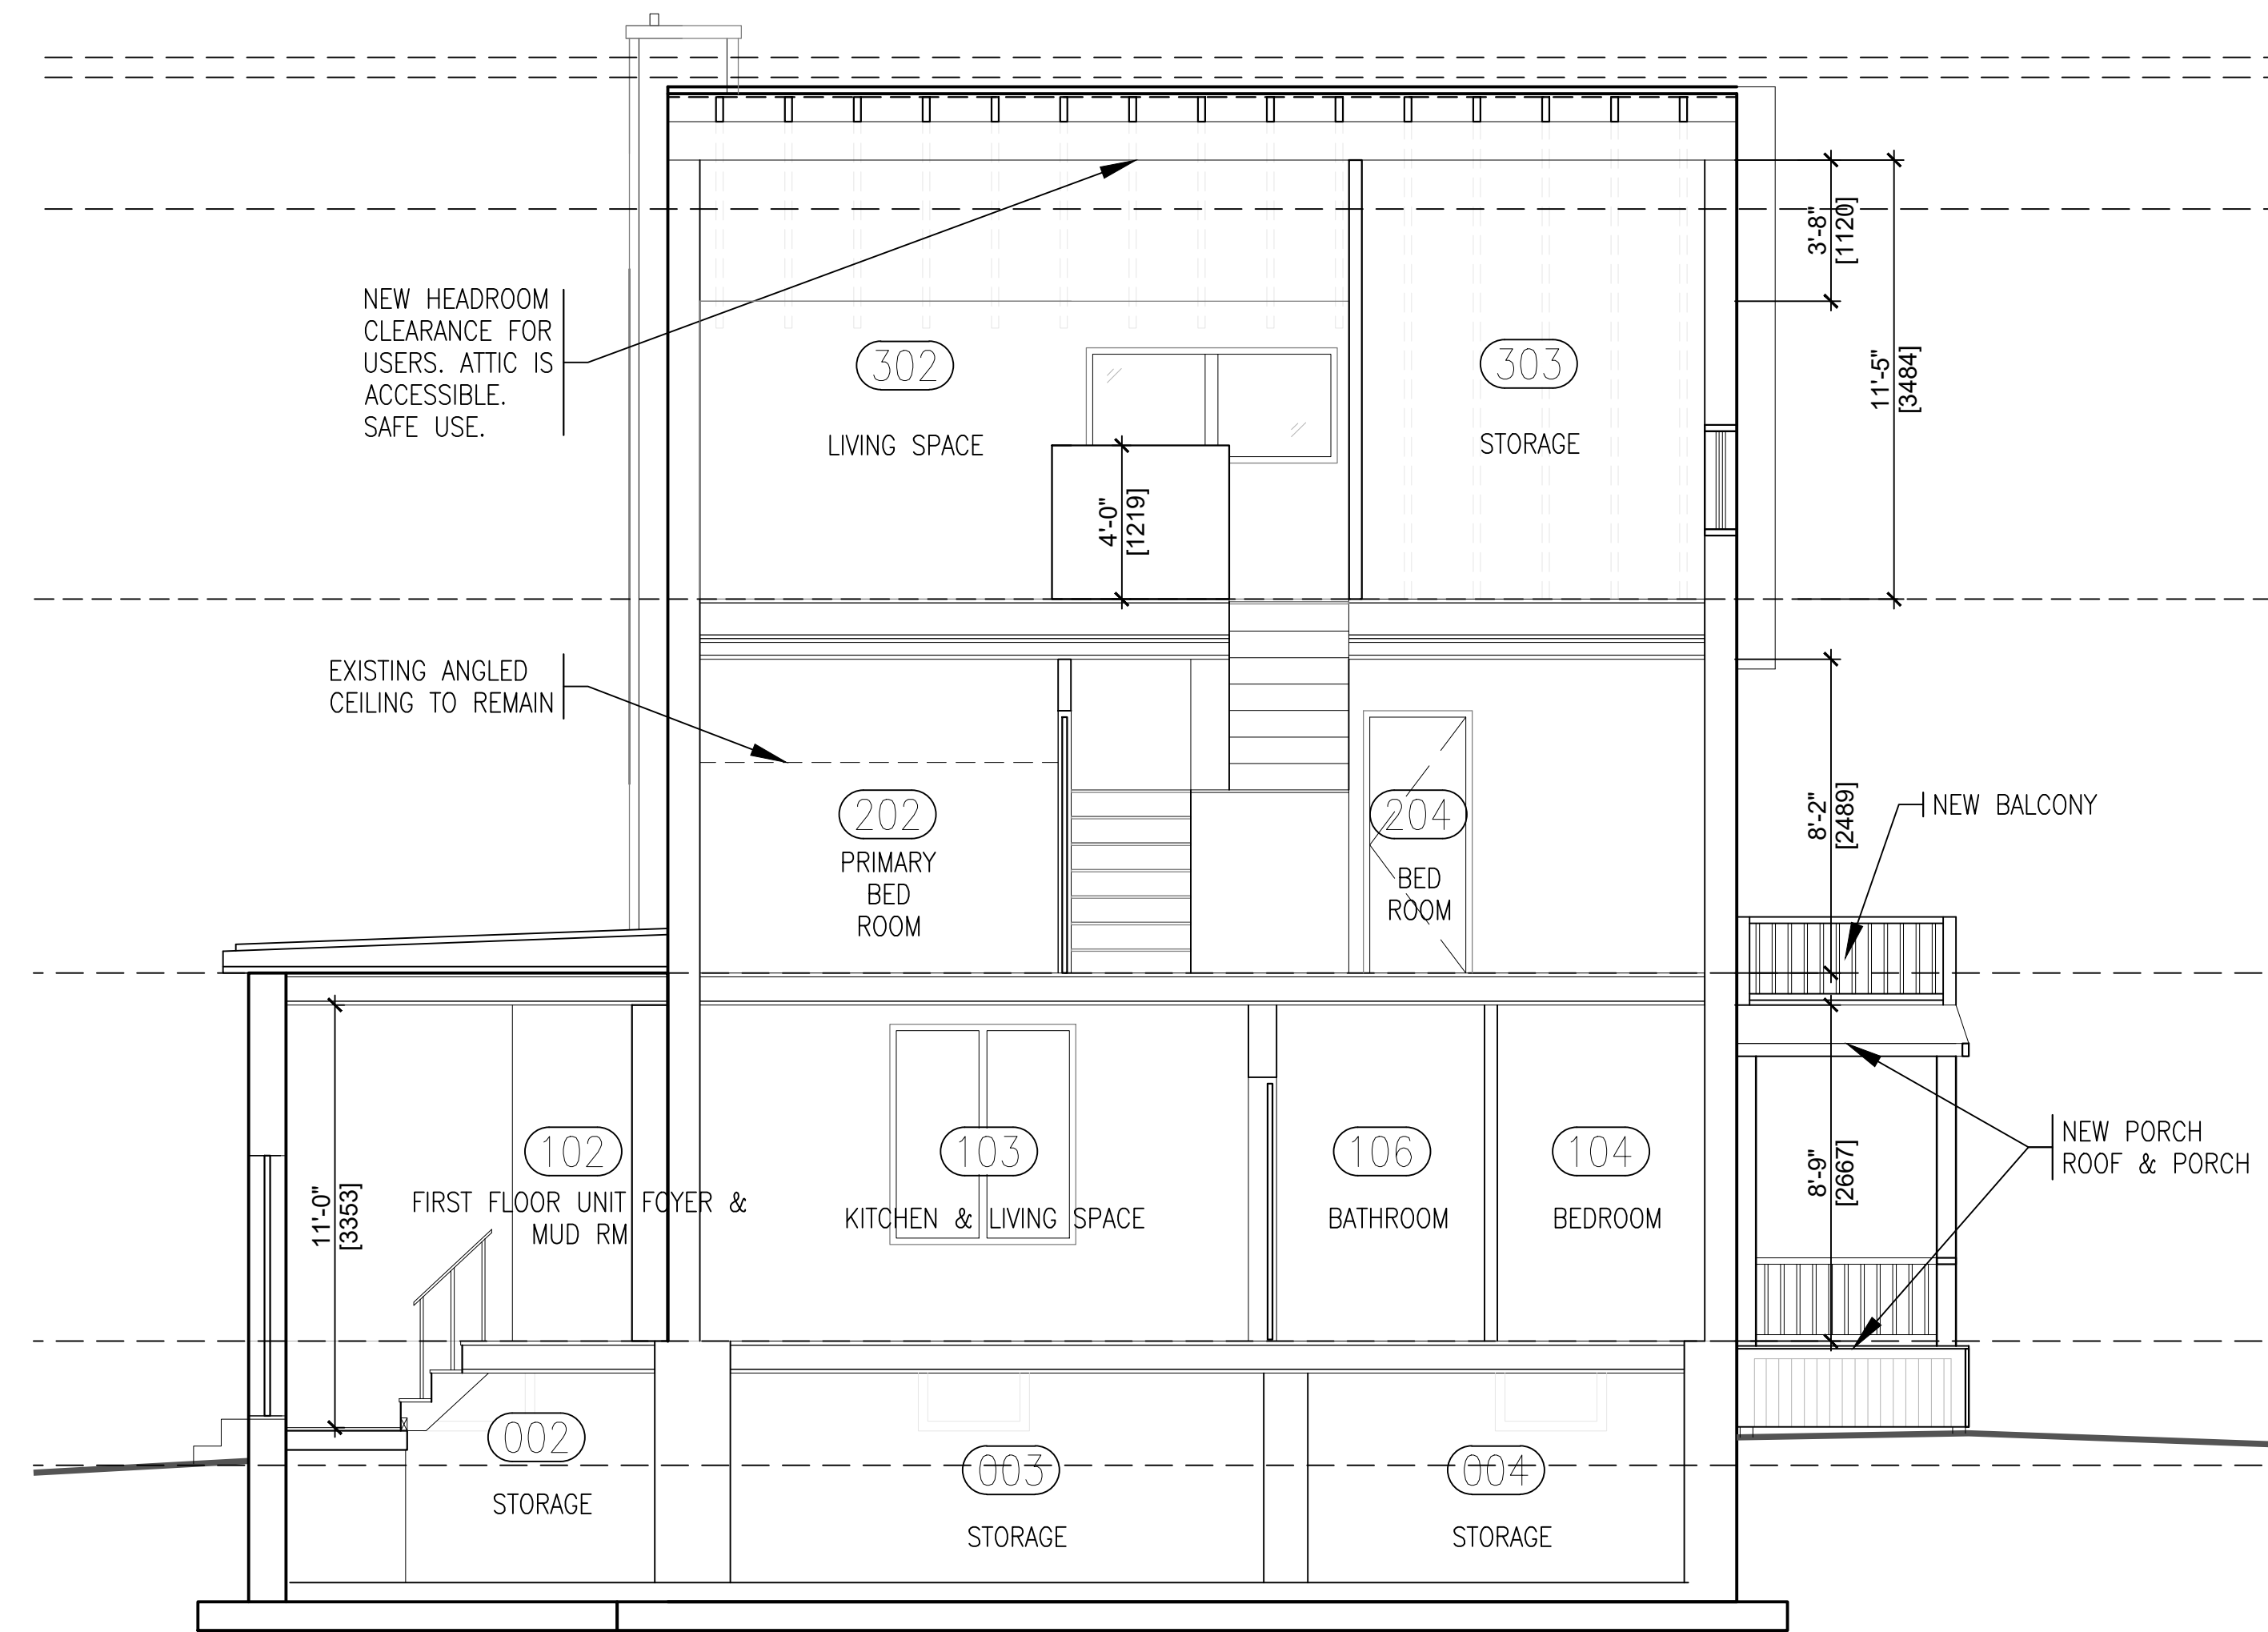 NEW HEADROOM
CLEARANCE FOR
USERS. ATTIC IS
ACCESSIBLE.
SAFE USE.
302
LIVING SPACE
303
STORAGE
3'-8"
[1120]
11'-5"
[3484]
4'-0"
[1219]
EXISTING ANGLED
CEILING TO REMAIN
202
PRIMARY
BED
ROOM
204
BED
ROOM
8'-2"
[2489]
NEW BALCONY
102
FIRST FLOOR UNIT FOYER &
MUD RM
11'-0"
[3353]
103
KITCHEN & LIVING SPACE
106
BATHROOM
104
BEDROOM
8'-9"
[2667]
NEW PORCH
ROOF & PORCH
002
STORAGE
003
STORAGE
004
STORAGE